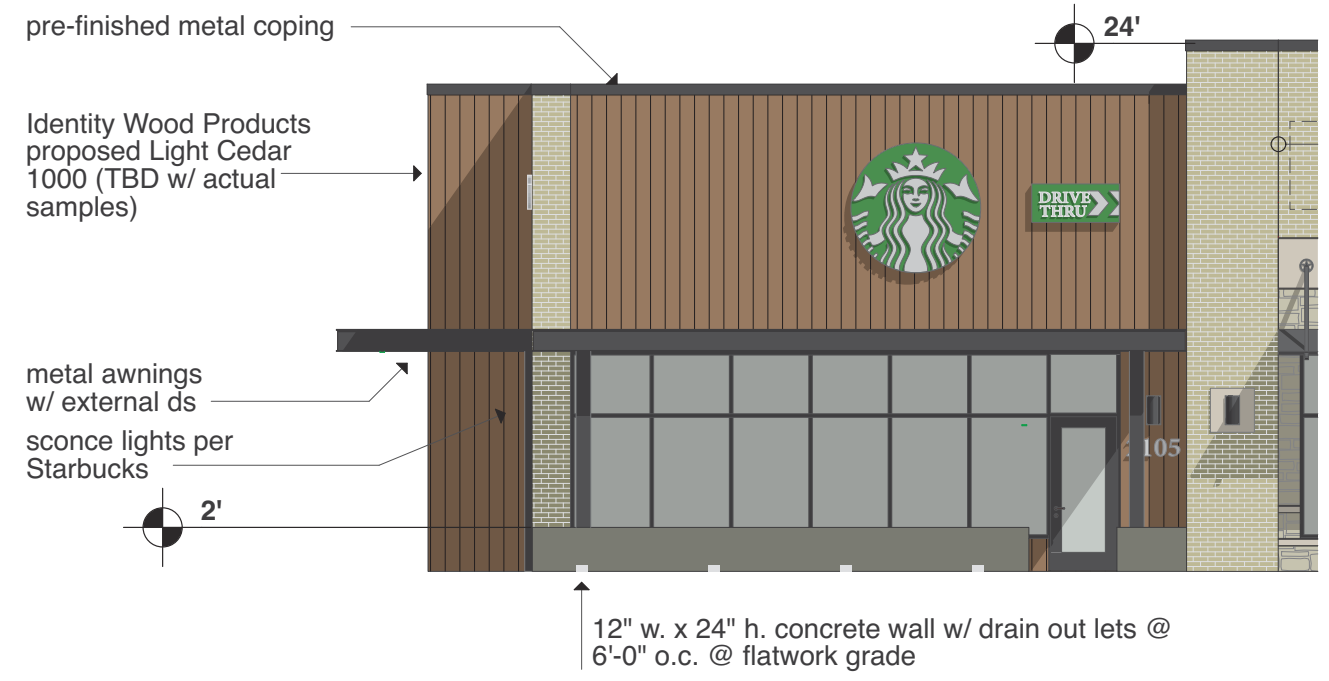 pre-finished metal coping
24'
Identity Wood Products
proposed Light Cedar
1000 (TBD w/ actual
samples)
DRIVE
THRU
metal awnings
w/ external ds
sconce lights per
Starbucks
105
2'
12" w. x 24" h. concrete wall w/ drain out lets @
6'-0" o.c. @ flatwork grade